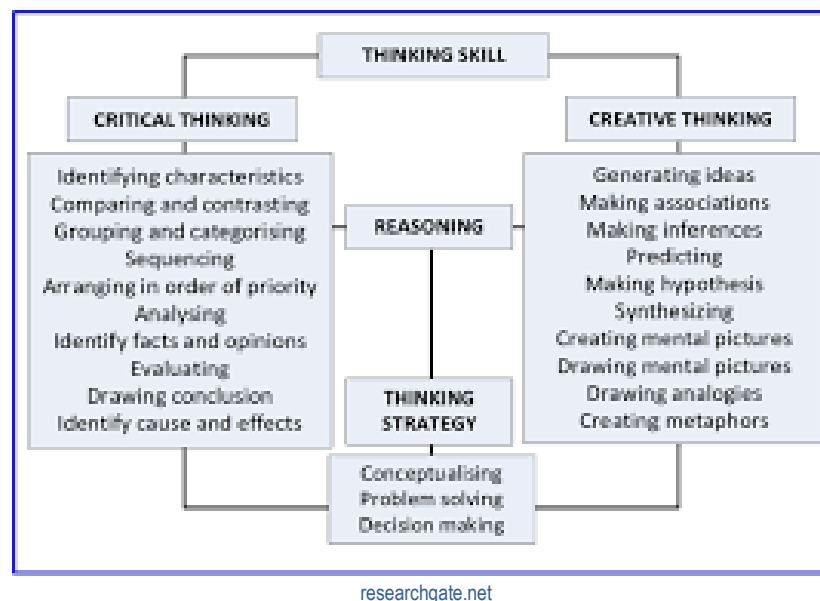 THINKING SKILL
CRITICAL THINKING
Identifying characteristics
Comparing and contrasting
Grouping and categorising
Sequencing
Arranging in order of priority
Analysing
Identify facts and opinions
Evaluating
Drawing conclusion
Identify cause and effects
REASONING
THINKING
STRATEGY
Conceptualising
Problem solving
Decision making
CREATIVE THINKING
Generating ideas
Making associations
Making inferences
Predicting
Making hypothesis
Synthesizing
Creating mental pictures
Drawing mental pictures
Drawing analogies
Creating metaphors
researchgate.net